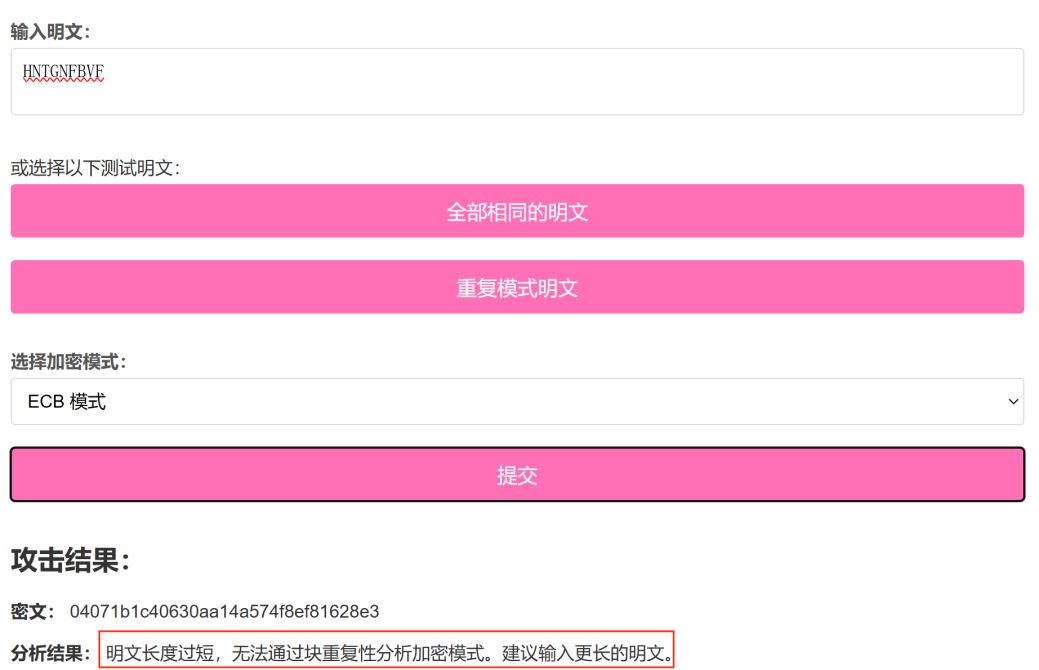 输入明文：
HNTGNFBVF
或选择以下测试明文：
全部相同的明文
重复模式明文
选择加密模式：
ECB 模式
提交
攻击结果：
密文： 04071b1c40630aa14a574f8ef81628e3
分析结果： 明文长度过短，无法通过块重复性分析加密模式。建议输入更长的明文。